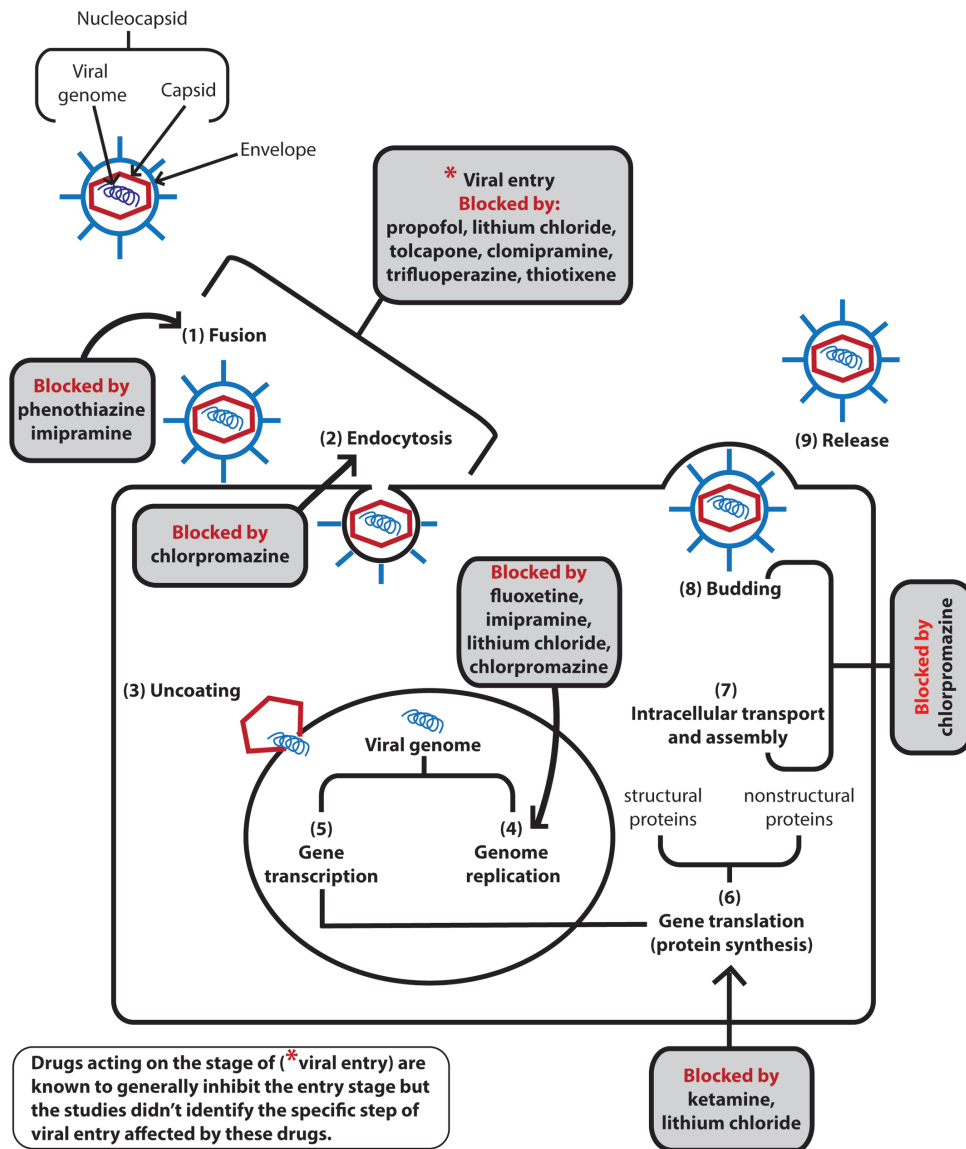 Nucleocapsid
Viral
genome
Capsid
Envelope
* Viral entry
Blocked by:
propofol, lithium chloride,
tolcapone, clomipramine,
trifluoperazine, thiotixene
(1) Fusion
Blocked by
phenothiazine
imipramine
(2) Endocytosis
(9) Release
Blocked by
chlorpromazine
Blocked by
fluoxetine,
imipramine,
lithium chloride,
chlorpromazine
(8) Budding
Blocked by
chlorpromazine
(3) Uncoating
(7)
Intracellular transport
and assembly
Viral genome
structural
proteins
nonstructural
proteins
(5)
Gene
transcription
(4)
Genome
replication
(6)
Gene translation
(protein synthesis)
Drugs acting on the stage of (*viral entry) are
known to generally inhibit the entry stage but
the studies didn’t identify the specific step of
viral entry affected by these drugs.
Blocked by
ketamine,
lithium chloride